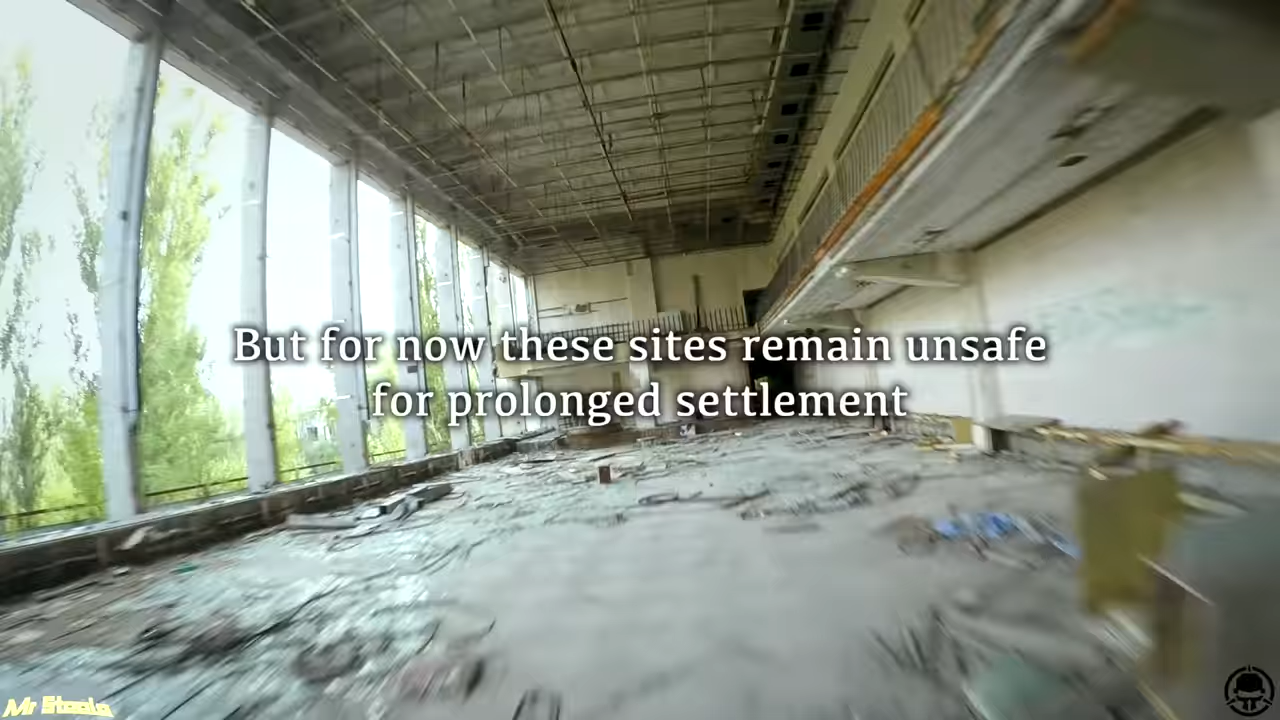 But for now these sites remain unsafe
for prolonged settlement
Mr Steele